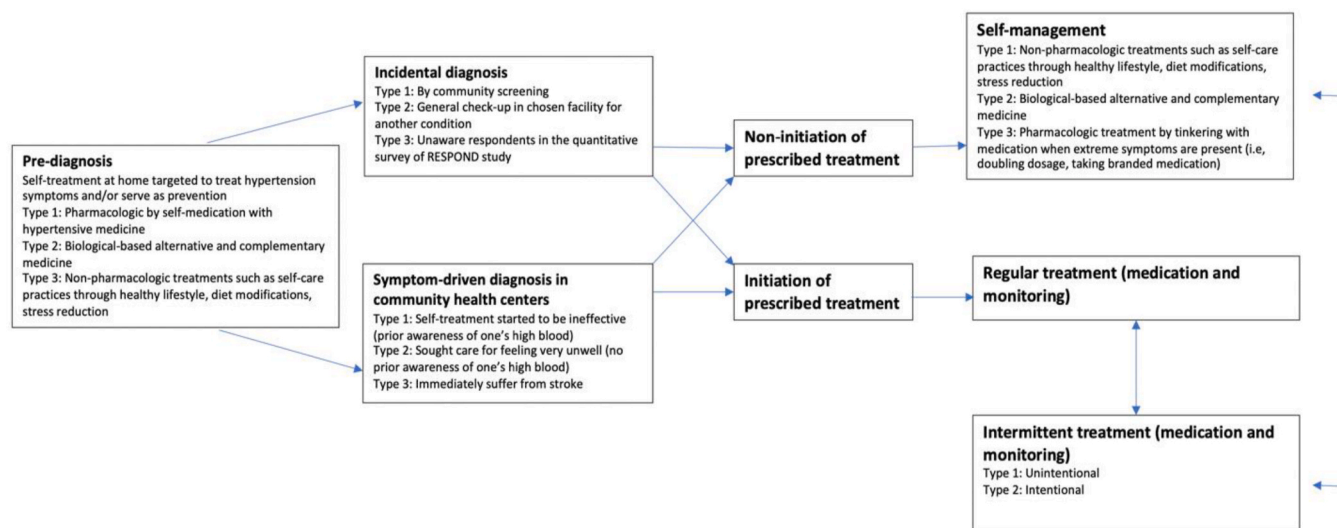 Pre-diagnosis
Self-treatment at home targeted to treat hypertension
symptoms and/or serve as prevention
Type 1: Pharmacologic by self-medication with
hypertensive medicine
Type 2: Biological-based alternative and complementary
medicine
Type 3: Non-pharmacologic treatments such as self-care
practices through healthy lifestyle, diet modifications,
stress reduction
Incidental diagnosis
Type 1: By community screening
Type 2: General check-up in chosen facility for
another condition
Type 3: Unaware respondents in the quantitative
survey of RESPOND study
Symptom-driven diagnosis in
community health centers
Type 1: Self-treatment started to be ineffective
(prior awareness of one's high blood)
Type 2: Sought care for feeling very unwell (no
prior awareness of one's high blood)
Type 3: Immediately suffer from stroke
Non-initiation of
prescribed treatment
Initiation of
prescribed treatment
Self-management
Type 1: Non-pharmacologic treatments such as self-care
practices through healthy lifestyle, diet modifications,
stress reduction
Type 2: Biological-based alternative and complementary
medicine
Type 3: Pharmacologic treatment by tinkering with
medication when extreme symptoms are present (i.e,
doubling dosage, taking branded medication)
Regular treatment (medication and
monitoring)
Intermittent treatment (medication and
monitoring)
Type 1: Unintentional
Type 2: Intentional